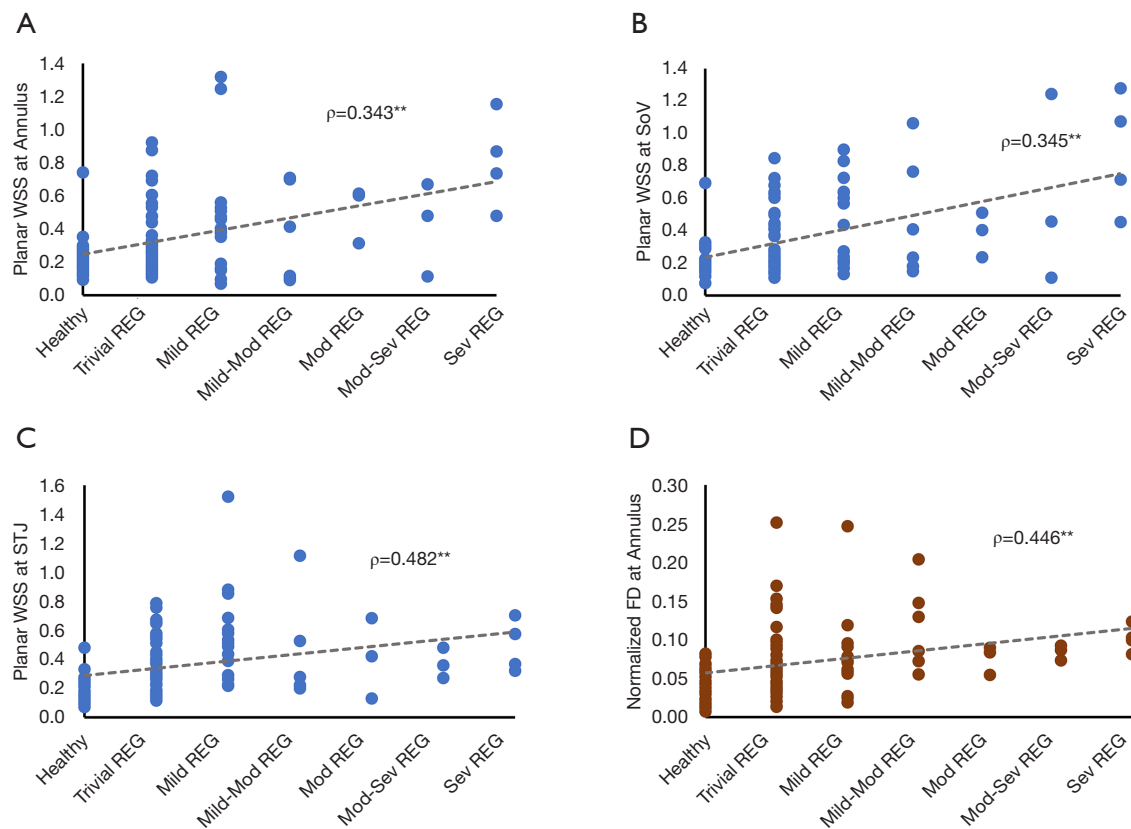 A
Planar WSS at Annulus
1.4
1.2
1.0
0.8
0.6
0.4
0.2
0.0
ρ=0.343**
Healthy
Trivial REG
Mild REG
Mild-Mod REG
Mod REG
Mod-Sev REG
Sev REG
B
Planar WSS at SoV
1.4
1.2
1.0
0.8
0.6
0.4
0.2
0.0
ρ=0.345**
Healthy
Trivial REG
Mild REG
Mild-Mod REG
Mod REG
Mod-Sev REG
Sev REG
C
Planar WSS at STJ
1.6
1.4
1.2
1.0
0.8
0.6
0.4
0.2
0.0
ρ=0.482**
Healthy
Trivial REG
Mild REG
Mild-Mod REG
Mod REG
Mod-Sev REG
Sev REG
D
Normalized FD at Annulus
0.30
0.25
0.20
0.15
0.10
0.05
0.00
ρ=0.446**
Healthy
Trivial REG
Mild REG
Mild-Mod REG
Mod REG
Mod-Sev REG
Sev REG